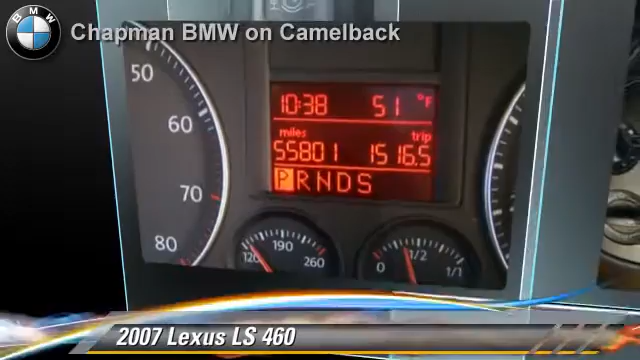 BMW
Chapman BMW on Camelback
50
60
70
80
10:38 51 °F
miles trip
55801 1516.5
PRNDS
120 190 260
0 1/2 1/1
2007 Lexus LS 460